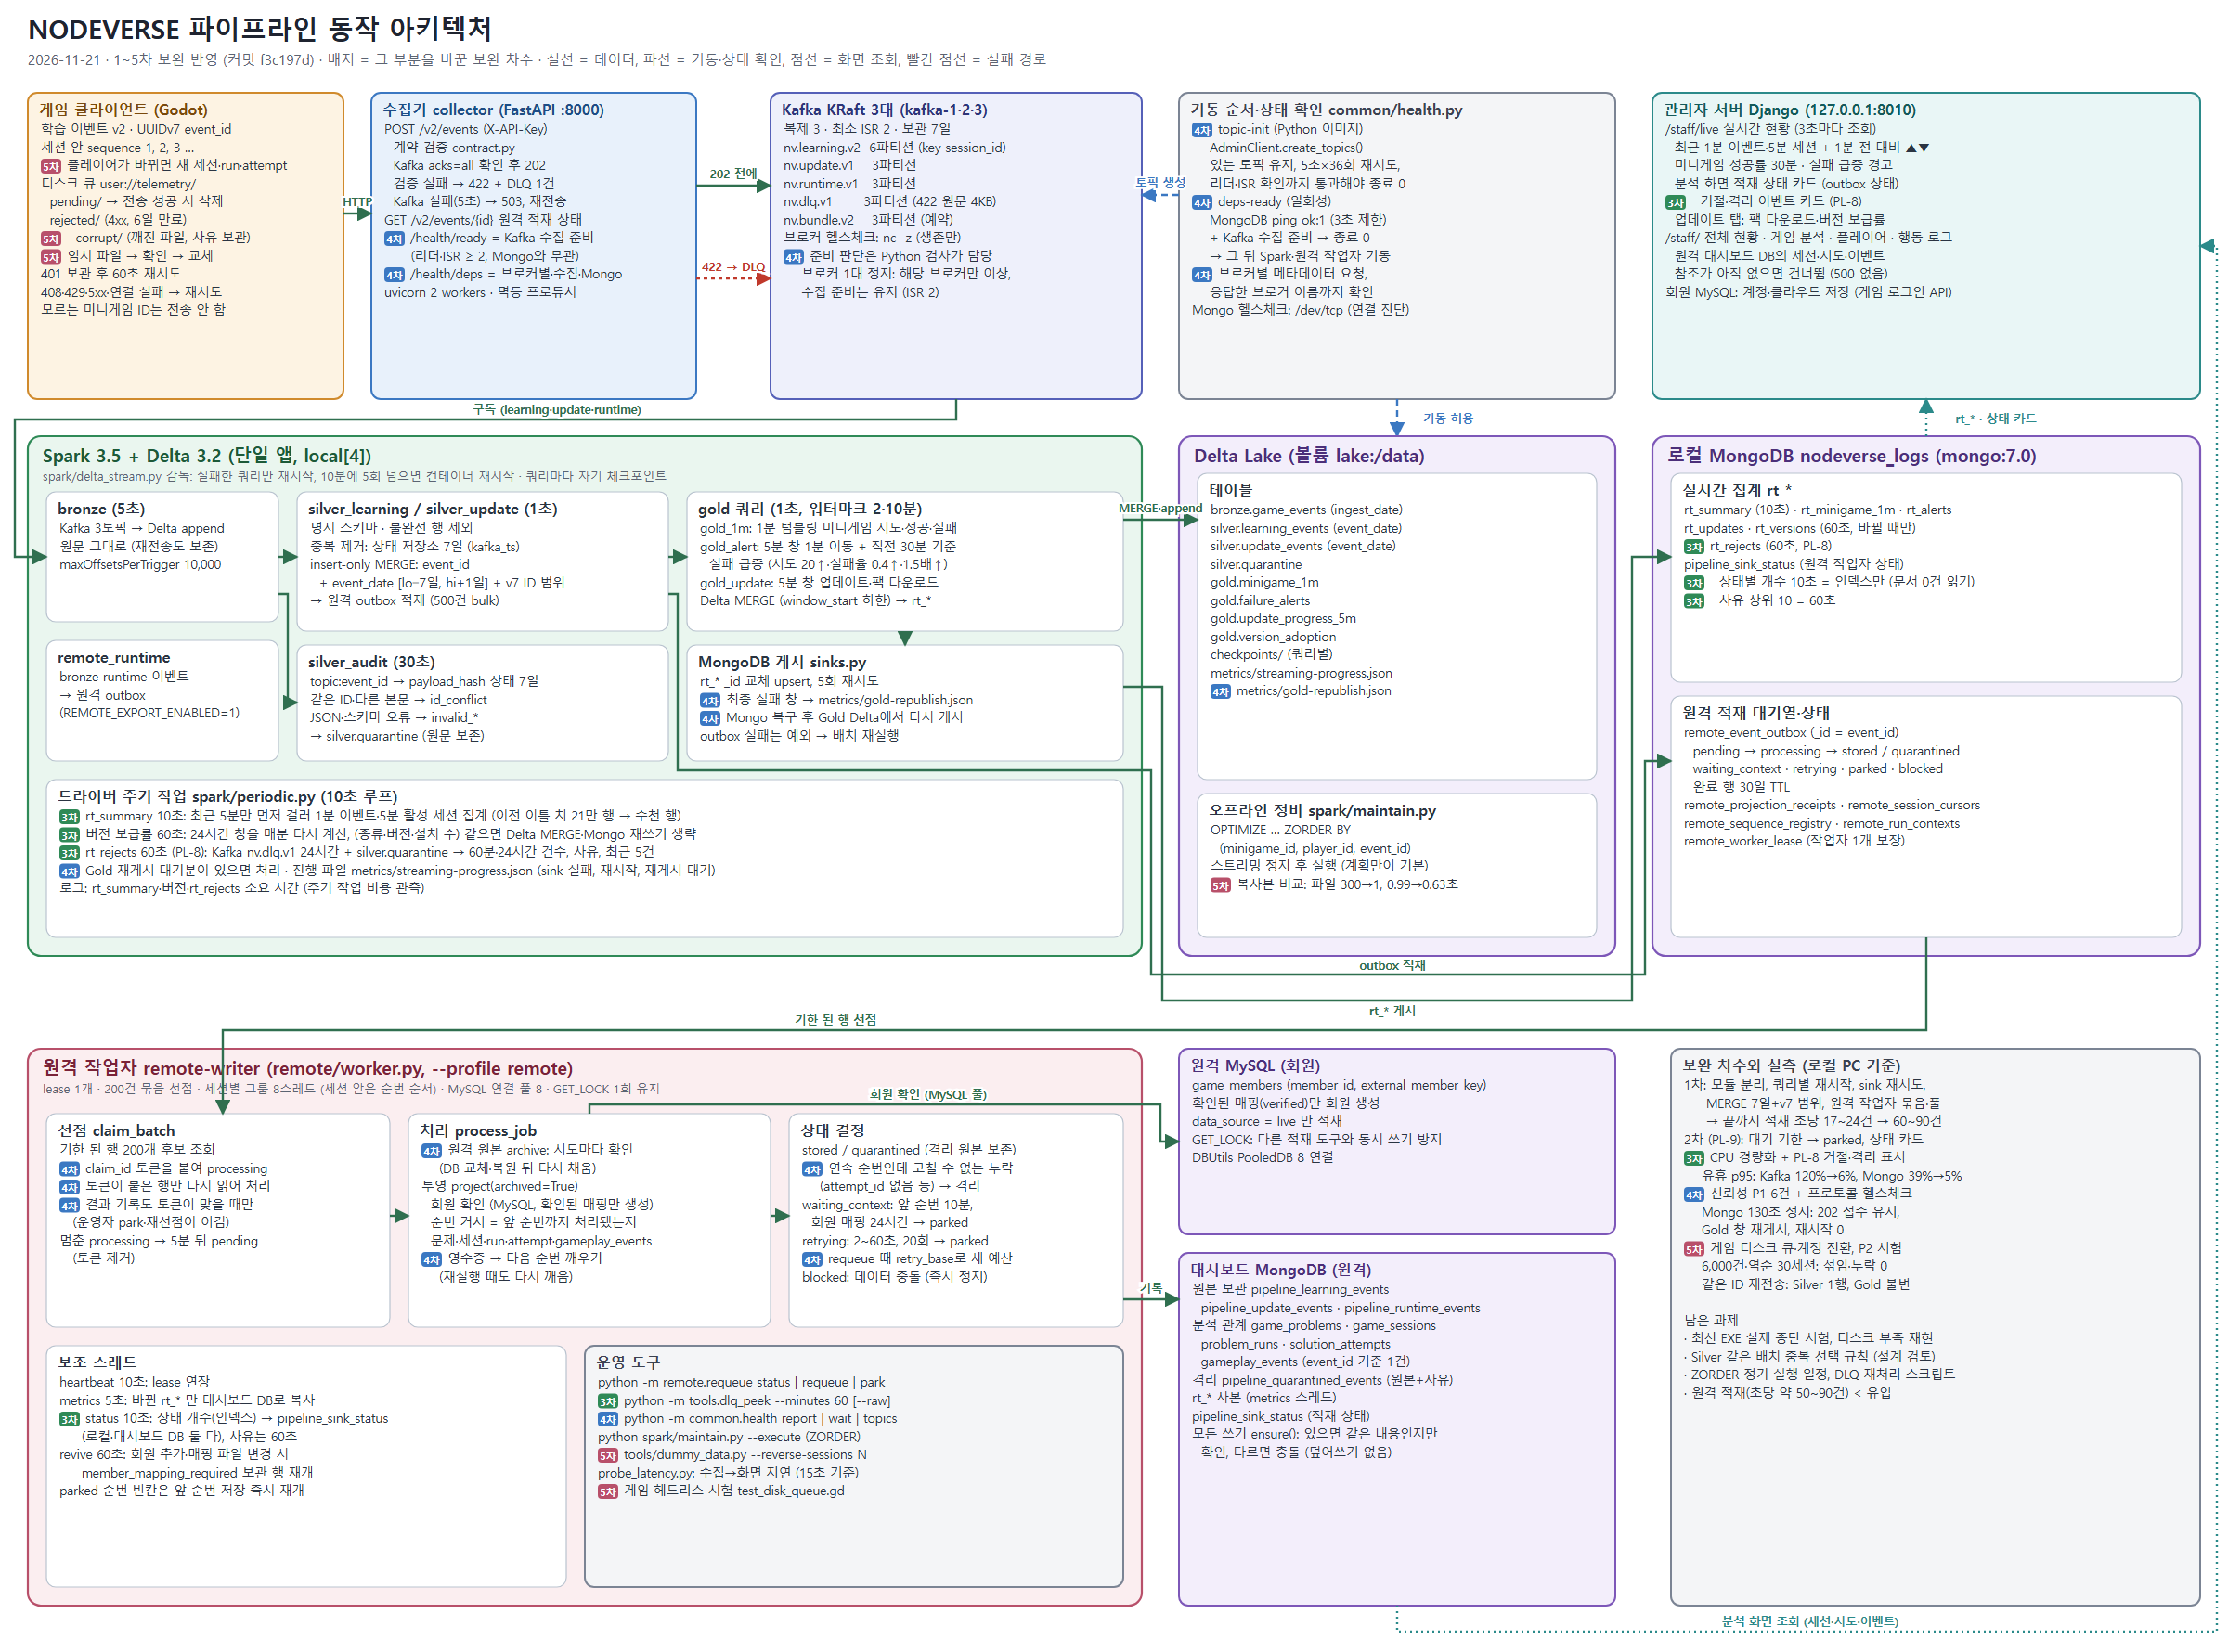 NODEVERSE 파이프라인 동작 아키텍처
2026-11-21 · 1~5차 보완 반영 (커밋 f3c197d) · 배지 = 그 부분을 바꾼 보완 차수 · 실선 = 데이터, 파선 = 기동·상태 확인, 점선 = 화면 조회, 빨간 점선 = 실패 경로
게임 클라이언트 (Godot)
학습 이벤트 v2 · UUIDv7 event_id
세션 안 sequence 1, 2, 3 ...
5차 플레이어가 바뀌면 새 세션·run·attempt
디스크 큐 user://telemetry/
pending/ → 전송 성공 시 삭제
rejected/ (4xx, 6일 만료)
5차 corrupt/ (깨진 파일, 사유 보관)
5차 임시 파일 → 확인 → 교체
401 보관 후 60초 재시도
408·429·5xx·연결 실패 → 재시도
모르는 미니게임 ID는 전송 안 함
HTTP
수집기 collector (FastAPI :8000)
POST /v2/events (X-API-Key)
계약 검증 contract.py
Kafka acks=all 확인 후 202
검증 실패 → 422 + DLQ 1건
Kafka 실패(5초) → 503, 재전송
GET /v2/events/{id} 원격 적재 상태
4차 /health/ready = Kafka 수집 준비
(리더·ISR ≥ 2, Mongo와 무관)
4차 /health/deps = 브로커별·수집·Mongo
uvicorn 2 workers · 멱등 프로듀서
202 전에
422 → DLQ
Kafka KRaft 3대 (kafka-1·2·3)
복제 3 · 최소 ISR 2 · 보관 7일
nv.learning.v2 6파티션 (key session_id)
nv.update.v1 3파티션
nv.runtime.v1 3파티션
nv.dlq.v1 3파티션 (422 원문 4KB)
nv.bundle.v2 3파티션 (예약)
브로커 헬스체크: nc -z (생존만)
4차 준비 판단은 Python 검사가 담당
브로커 1대 정지: 해당 브로커만 이상,
수집 준비는 유지 (ISR 2)
토픽 생성
기동 순서·상태 확인 common/health.py
4차 topic-init (Python 이미지)
AdminClient.create_topics()
있는 토픽 유지, 5초×36회 재시도,
리더·ISR 확인까지 통과해야 종료 0
4차 deps-ready (일회성)
MongoDB ping ok:1 (3초 제한)
+ Kafka 수집 준비 → 종료 0
→ 그 뒤 Spark·원격 작업자 기동
4차 브로커별 메타데이터 요청,
응답한 브로커 이름까지 확인
Mongo 헬스체크: /dev/tcp (연결 진단)
관리자 서버 Django (127.0.0.1:8010)
/staff/live 실시간 현황 (3초마다 조회)
최근 1분 이벤트·5분 세션 + 1분 전 대비 ▲▼
미니게임 성공률 30분 · 실패 급증 경고
분석 화면 적재 상태 카드 (outbox 상태)
3차 거절·격리 이벤트 카드 (PL-8)
업데이트 탭: 팩 다운로드·버전 보급률
/staff/ 전체 현황 · 게임 분석 · 플레이어 · 행동 로그
원격 대시보드 DB의 세션·시도·이벤트
참조가 아직 없으면 건너뜀 (500 없음)
회원 MySQL: 계정·클라우드 저장 (게임 로그인 API)
구독 (learning·update·runtime)
기동 허용
rt_* · 상태 카드
Spark 3.5 + Delta 3.2 (단일 앱, local[4])
spark/delta_stream.py 감독: 실패한 쿼리만 재시작, 10분에 5회 넘으면 컨테이너 재시작 · 쿼리마다 자기 체크포인트
bronze (5초)
Kafka 3토픽 → Delta append
원문 그대로 (재전송도 보존)
maxOffsetsPerTrigger 10,000
silver_learning / silver_update (1초)
명시 스키마 · 불완전 행 제외
중복 제거: 상태 저장소 7일 (kafka_ts)
insert-only MERGE: event_id
+ event_date [lo−7일, hi+1일] + v7 ID 범위
→ 원격 outbox 적재 (500건 bulk)
gold 쿼리 (1초, 워터마크 2·10분)
gold_1m: 1분 텀블링 미니게임 시도·성공·실패
gold_alert: 5분 창 1분 이동 + 직전 30분 기준
실패 급증 (시도 20↑·실패율 0.4↑·1.5배↑)
gold_update: 5분 창 업데이트·팩 다운로드
Delta MERGE (window_start 하한) → rt_*
MERGE·append
remote_runtime
bronze runtime 이벤트
→ 원격 outbox
(REMOTE_EXPORT_ENABLED=1)
silver_audit (30초)
topic:event_id → payload_hash 상태 7일
같은 ID·다른 본문 → id_conflict
JSON·스키마 오류 → invalid_*
→ silver.quarantine (원문 보존)
MongoDB 게시 sinks.py
rt_* _id 교체 upsert, 5회 재시도
4차 최종 실패 창 → metrics/gold-republish.json
4차 Mongo 복구 후 Gold Delta에서 다시 게시
outbox 실패는 예외 → 배치 재실행
드라이버 주기 작업 spark/periodic.py (10초 루프)
3차 rt_summary 10초: 최근 5분만 먼저 걸러 1분 이벤트·5분 활성 세션 집계 (이전 이틀 치 21만 행 → 수천 행)
3차 버전 보급률 60초: 24시간 창을 매분 다시 계산, (종류·버전·설치 수) 같으면 Delta MERGE·Mongo 재쓰기 생략
3차 rt_rejects 60초 (PL-8): Kafka nv.dlq.v1 24시간 + silver.quarantine → 60분·24시간 건수, 사유, 최근 5건
4차 Gold 재게시 대기분이 있으면 처리 · 진행 파일 metrics/streaming-progress.json (sink 실패, 재시작, 재게시 대기)
로그: rt_summary·버전·rt_rejects 소요 시간 (주기 작업 비용 관측)
Delta Lake (볼륨 lake:/data)
테이블
bronze.game_events (ingest_date)
silver.learning_events (event_date)
silver.update_events (event_date)
silver.quarantine
gold.minigame_1m
gold.failure_alerts
gold.update_progress_5m
gold.version_adoption
checkpoints/ (쿼리별)
metrics/streaming-progress.json
4차 metrics/gold-republish.json
오프라인 정비 spark/maintain.py
OPTIMIZE ... ZORDER BY
(minigame_id, player_id, event_id)
스트리밍 정지 후 실행 (계획만이 기본)
5차 복사본 비교: 파일 300→1, 0.99→0.63초
로컬 MongoDB nodeverse_logs (mongo:7.0)
실시간 집계 rt_*
rt_summary (10초) · rt_minigame_1m · rt_alerts
rt_updates · rt_versions (60초, 바뀔 때만)
3차 rt_rejects (60초, PL-8)
pipeline_sink_status (원격 작업자 상태)
3차 상태별 개수 10초 = 인덱스만 (문서 0건 읽기)
3차 사유 상위 10 = 60초
원격 적재 대기열·상태
remote_event_outbox (_id = event_id)
pending → processing → stored / quarantined
waiting_context · retrying · parked · blocked
완료 행 30일 TTL
remote_projection_receipts · remote_session_cursors
remote_sequence_registry · remote_run_contexts
remote_worker_lease (작업자 1개 보장)
outbox 적재
rt_* 게시
기한 된 행 선점
원격 작업자 remote-writer (remote/worker.py, --profile remote)
lease 1개 · 200건 묶음 선점 · 세션별 그룹 8스레드 (세션 안은 순번 순서) · MySQL 연결 풀 8 · GET_LOCK 1회 유지
회원 확인 (MySQL 풀)
선점 claim_batch
기한 된 행 200개 후보 조회
4차 claim_id 토큰을 붙여 processing
4차 토큰이 붙은 행만 다시 읽어 처리
4차 결과 기록도 토큰이 맞을 때만
(운영자 park·재선점이 이김)
멈춘 processing → 5분 뒤 pending
(토큰 제거)
처리 process_job
4차 원격 원본 archive: 시도마다 확인
(DB 교체·복원 뒤 다시 채움)
투영 project(archived=True)
회원 확인 (MySQL, 확인된 매핑만 생성)
순번 커서 = 앞 순번까지 처리됐는지
문제·세션·run·attempt·gameplay_events
4차 영수증 → 다음 순번 깨우기
(재실행 때도 다시 깨움)
상태 결정
stored / quarantined (격리 원본 보존)
4차 연속 순번인데 고칠 수 없는 누락
(attempt_id 없음 등) → 격리
waiting_context: 앞 순번 10분,
회원 매핑 24시간 → parked
retrying: 2~60초, 20회 → parked
4차 requeue 때 retry_base로 새 예산
blocked: 데이터 충돌 (즉시 정지)
기록
보조 스레드
heartbeat 10초: lease 연장
metrics 5초: 바뀐 rt_* 만 대시보드 DB로 복사
3차 status 10초: 상태 개수(인덱스) → pipeline_sink_status
(로컬·대시보드 DB 둘 다), 사유는 60초
revive 60초: 회원 추가·매핑 파일 변경 시
member_mapping_required 보관 행 재개
parked 순번 빈칸은 앞 순번 저장 즉시 재개
운영 도구
python -m remote.requeue status | requeue | park
3차 python -m tools.dlq_peek --minutes 60 [--raw]
4차 python -m common.health report | wait | topics
python spark/maintain.py --execute (ZORDER)
5차 tools/dummy_data.py --reverse-sessions N
probe_latency.py: 수집→화면 지연 (15초 기준)
5차 게임 헤드리스 시험 test_disk_queue.gd
원격 MySQL (회원)
game_members (member_id, external_member_key)
확인된 매핑(verified)만 회원 생성
data_source = live 만 적재
GET_LOCK: 다른 적재 도구와 동시 쓰기 방지
DBUtils PooledDB 8 연결
대시보드 MongoDB (원격)
원본 보관 pipeline_learning_events
pipeline_update_events · pipeline_runtime_events
분석 관계 game_problems · game_sessions
problem_runs · solution_attempts
gameplay_events (event_id 기준 1건)
격리 pipeline_quarantined_events (원본+사유)
rt_* 사본 (metrics 스레드)
pipeline_sink_status (적재 상태)
모든 쓰기 ensure(): 있으면 같은 내용인지만
확인, 다르면 충돌 (덮어쓰기 없음)
보완 차수와 실측 (로컬 PC 기준)
1차: 모듈 분리, 쿼리별 재시작, sink 재시도,
MERGE 7일+v7 범위, 원격 작업자 묶음·풀
→ 끝까지 적재 초당 17~24건 → 60~90건
2차 (PL-9): 대기 기한 → parked, 상태 카드
3차 CPU 경량화 + PL-8 거절·격리 표시
유휴 p95: Kafka 120%→6%, Mongo 39%→5%
4차 신뢰성 P1 6건 + 프로토콜 헬스체크
Mongo 130초 정지: 202 접수 유지,
Gold 창 재게시, 재시작 0
5차 게임 디스크 큐·계정 전환, P2 시험
6,000건·역순 30세션: 섞임·누락 0
같은 ID 재전송: Silver 1행, Gold 불변
남은 과제
· 최신 EXE 실제 종단 시험, 디스크 부족 재현
· Silver 같은 배치 중복 선택 규칙 (설계 검토)
· ZORDER 정기 실행 일정, DLQ 재처리 스크립트
· 원격 적재(초당 약 50~90건) < 유입
분석 화면 조회 (세션·시도·이벤트)